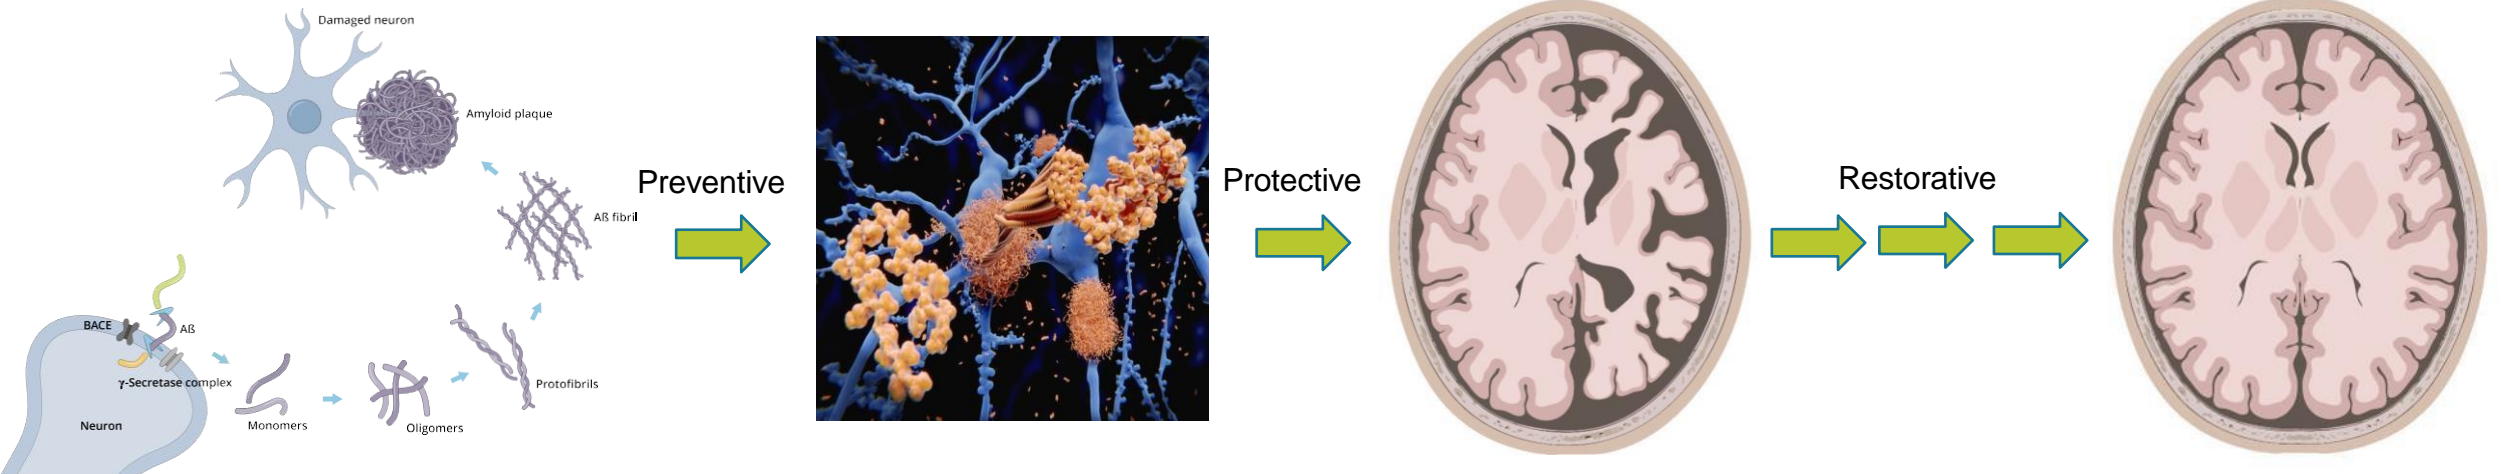 Damaged neuron
Amyloid plaque
Aß fibril
BACE
Aß
γ-Secretase complex
Neuron
Monomers
Oligomers
Protofibrils
Preventive
Protective
Restorative